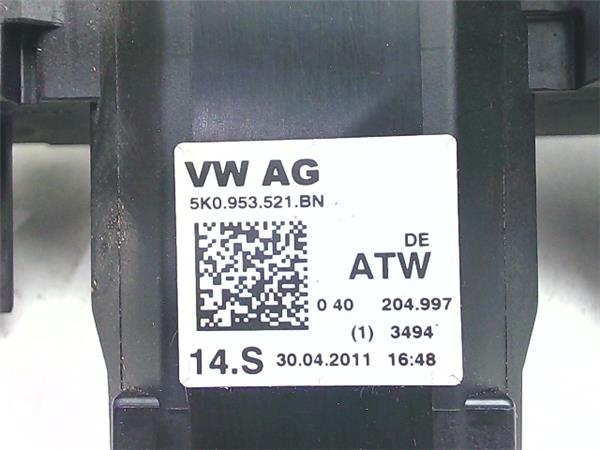 VW AG
5K0.953.521.BN
DE
ATW
0 40 204.997
(1) 3494
14.S 30.04.2011 16:48